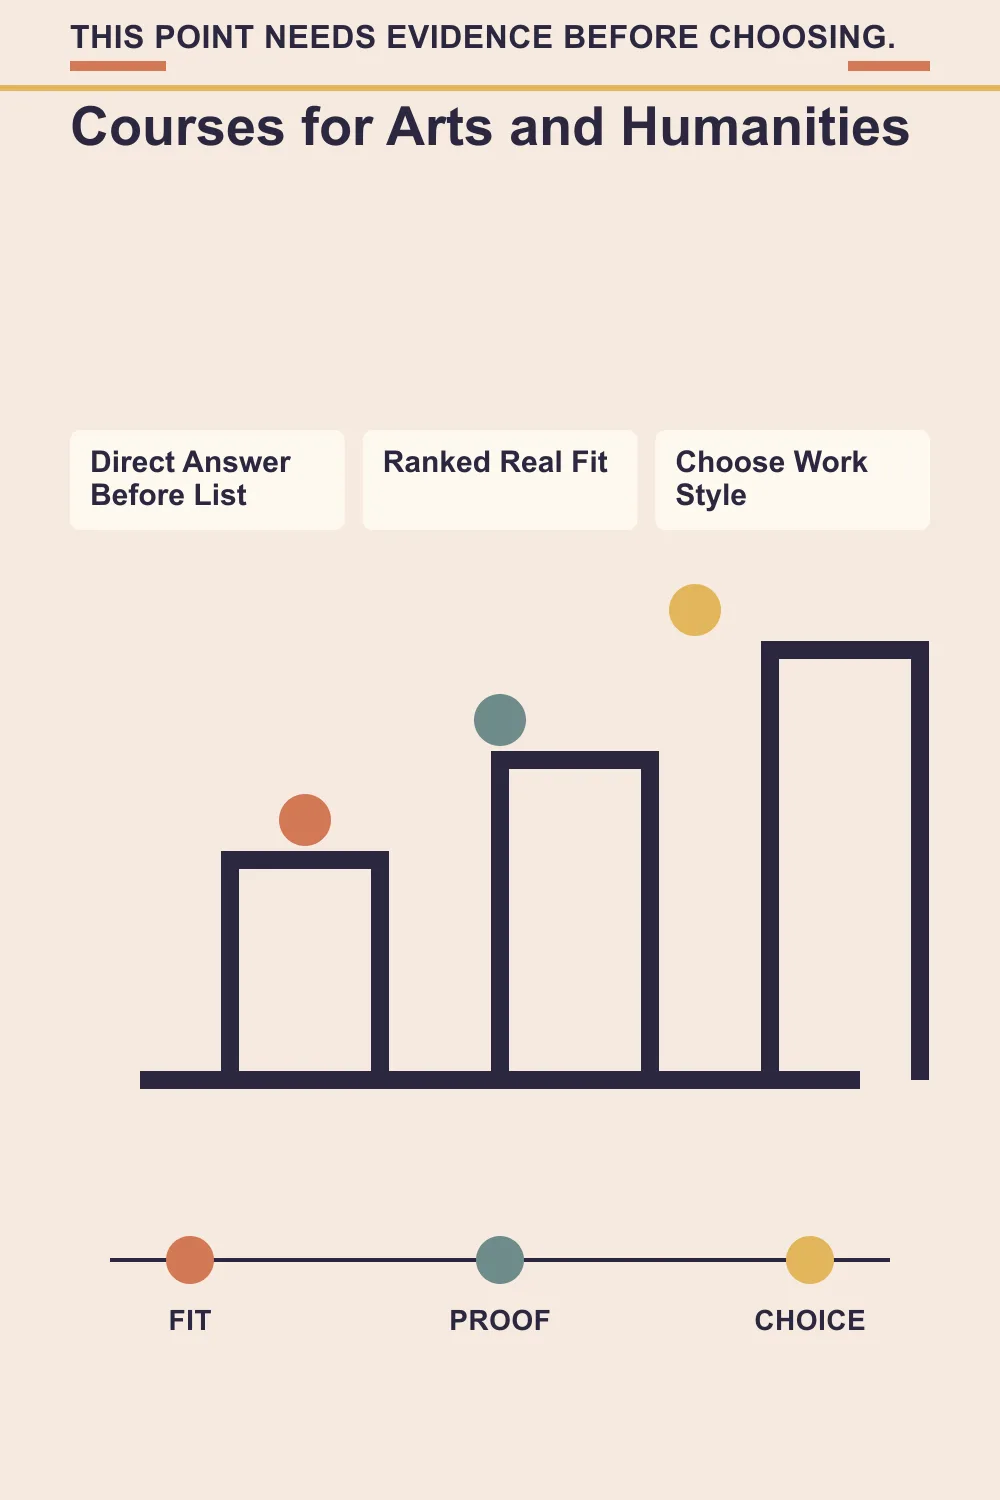 THIS POINT NEEDS EVIDENCE BEFORE CHOOSING.
Courses for Arts and Humanities
Direct Answer
Before List
Ranked Real Fit
Choose Work
Style
FIT
PROOF
CHOICE